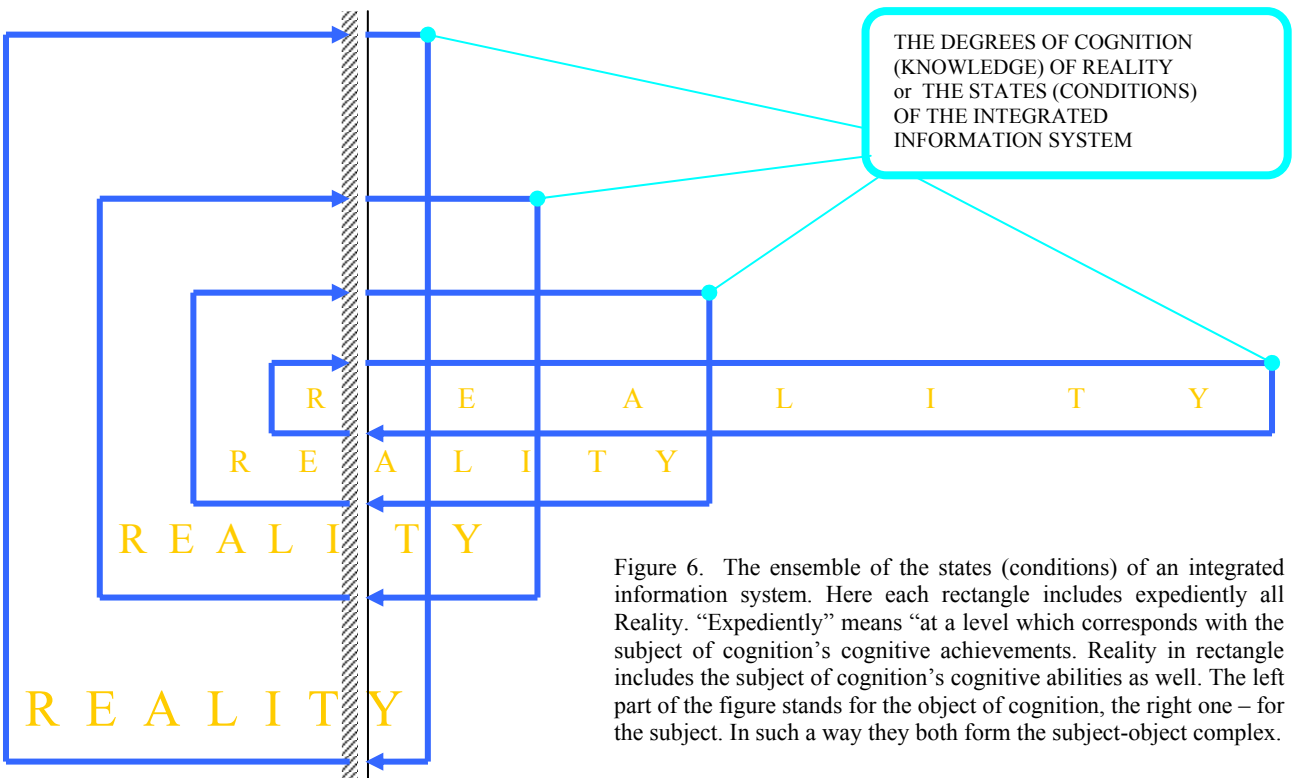 THE DEGREES OF COGNITION
(KNOWLEDGE) OF REALITY
or THE STATES (CONDITIONS)
OF THE INTEGRATED
INFORMATION SYSTEM
R E A L I T Y
R E A L I T Y
R E A L I T Y
R E A L I T Y
Figure 6. The ensemble of the states (conditions) of an integrated
information system. Here each rectangle includes expediently all
Reality. “Expediently” means “at a level which corresponds with the
subject of cognition’s cognitive achievements. Reality in rectangle
includes the subject of cognition’s cognitive abilities as well. The left
part of the figure stands for the object of cognition, the right one – for
the subject. In such a way they both form the subject-object complex.